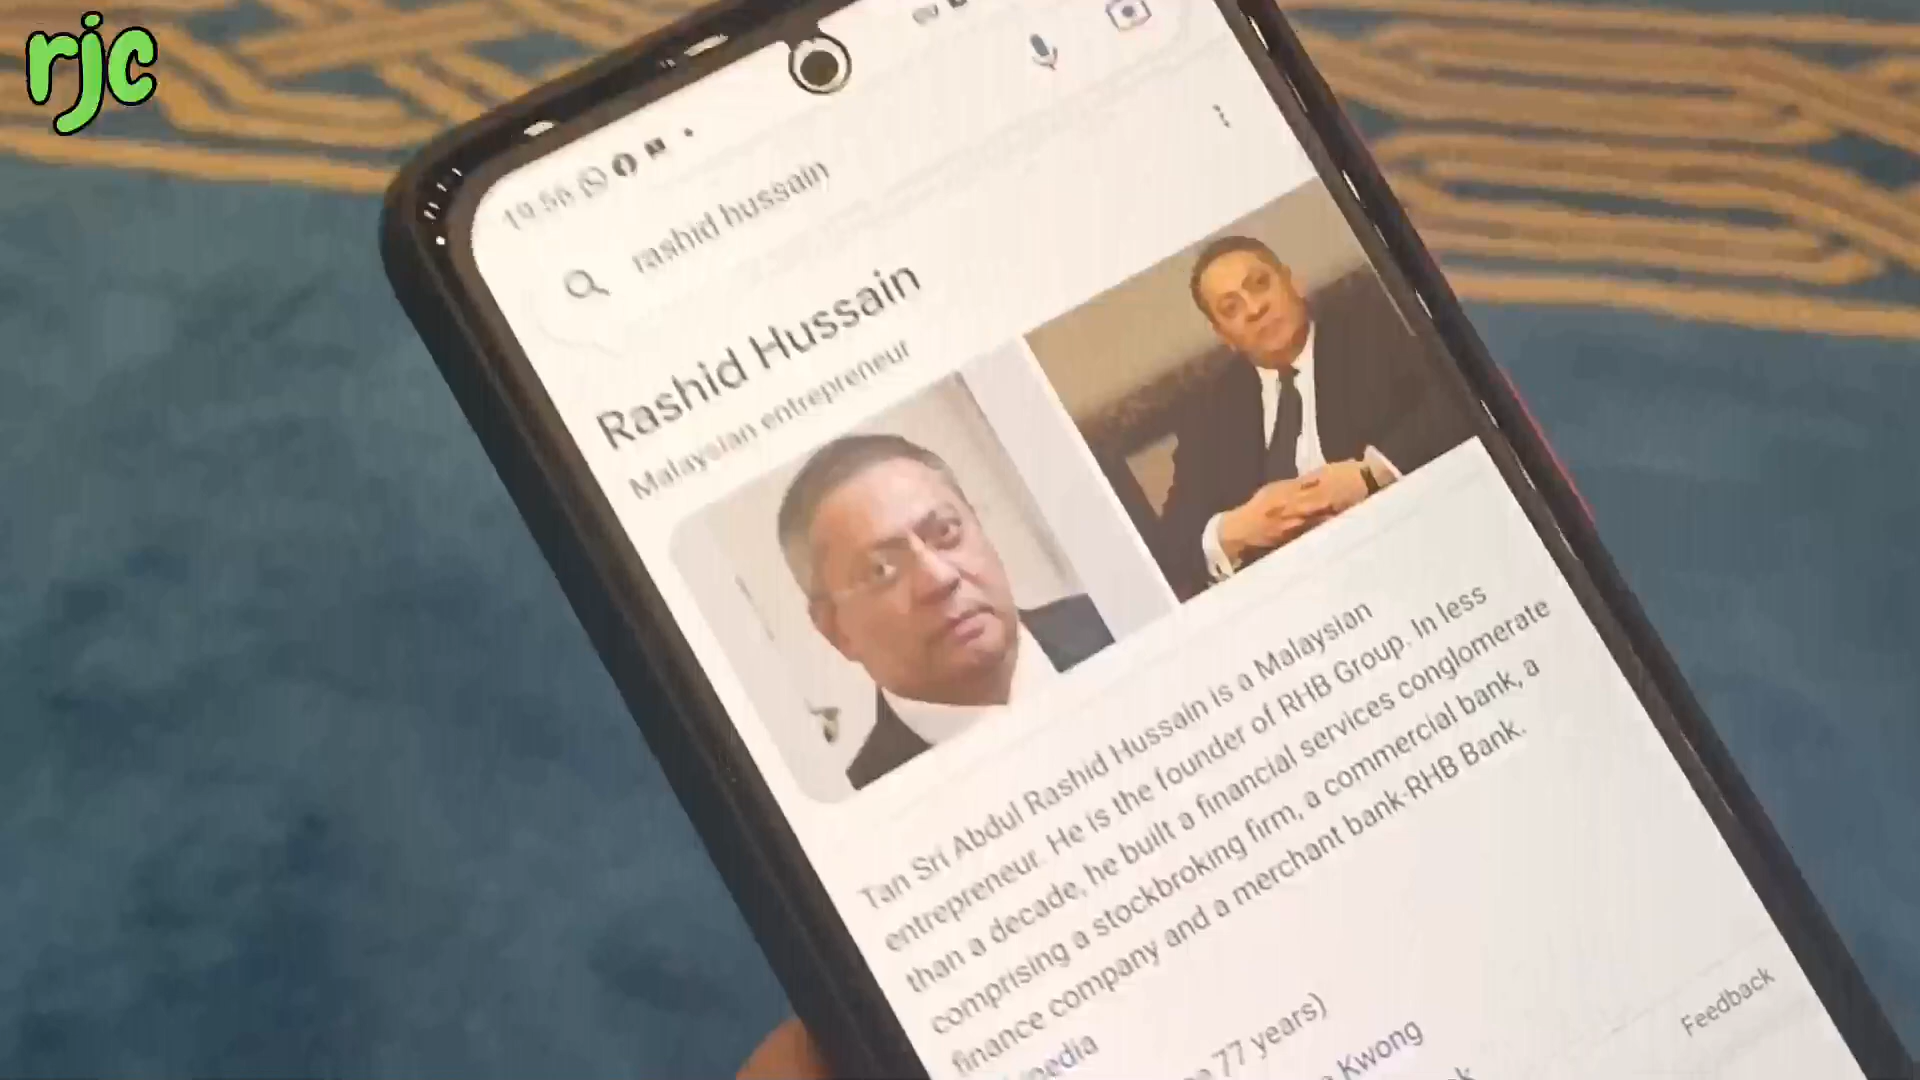 rjc
19:56
rashid hussain
Rashid Hussain
Malaysian entrepreneur
Tan Sri Abdul Rashid Hussain is a Malaysian
entrepreneur. He is the founder of RHB Group. In less
than a decade, he built a financial services conglomerate
comprising a stockbroking firm, a commercial bank, a
finance company and a merchant bank-RHB Bank.
77 years)
Kwong
Feedback